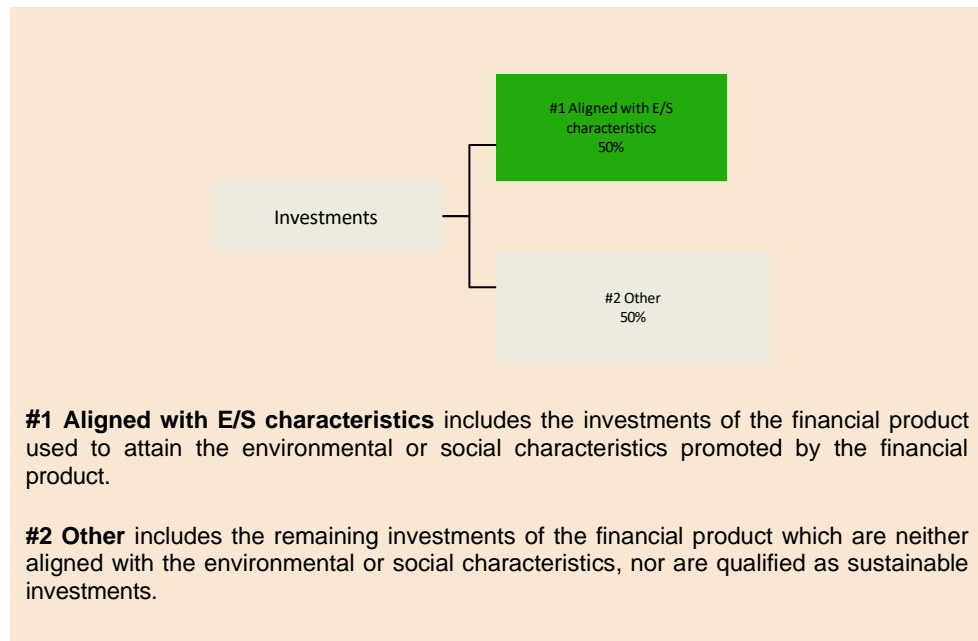 #1 Aligned with E/S
characteristics
50%
Investments
#2 Other
50%
#1 Aligned with E/S characteristics includes the investments of the financial product
used to attain the environmental or social characteristics promoted by the financial
product.
#2 Other includes the remaining investments of the financial product which are neither
aligned with the environmental or social characteristics, nor are qualified as sustainable
investments.